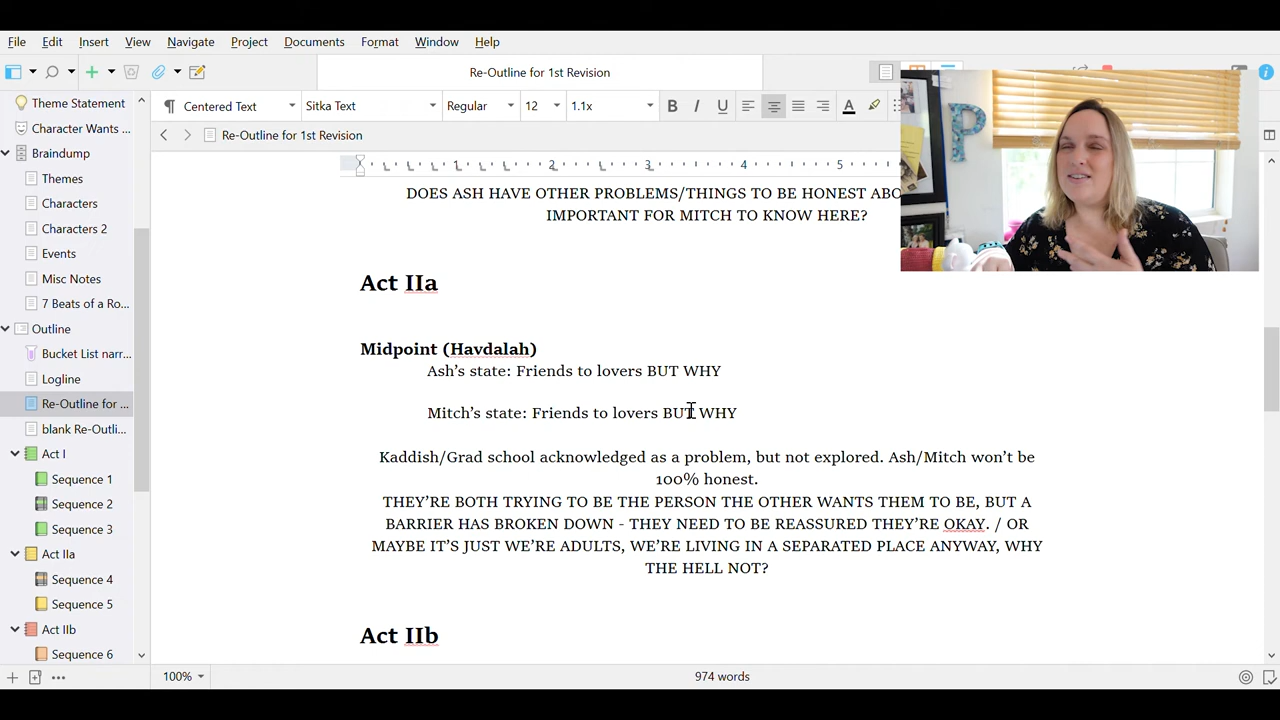 File Edit Insert View Navigate Project Documents Format Window Help
Re-Outline for 1st Revision
Centered Text Sitka Text Regular 12 1.1x B I U A
Re-Outline for 1st Revision
1 2 3 4 5
Theme Statement
Character Wants ...
Braindump
Themes
Characters
Characters 2
Events
Misc Notes
7 Beats of a Ro...
Outline
Bucket List narr...
Logline
Re-Outline for ...
blank Re-Outli...
Act I
Sequence 1
Sequence 2
Sequence 3
Act IIa
Sequence 4
Sequence 5
Act IIb
Sequence 6
DOES ASH HAVE OTHER PROBLEMS/THINGS TO BE HONEST
IMPORTANT FOR MITCH TO KNOW HERE?
Act IIa
Midpoint (Havdalah)
Ash's state: Friends to lovers BUT WHY
Mitch's state: Friends to lovers BUT WHY
Kaddish/Grad school acknowledged as a problem, but not explored. Ash/Mitch won't be
100% honest.
THEY'RE BOTH TRYING TO BE THE PERSON THE OTHER WANTS THEM TO BE, BUT A
BARRIER HAS BROKEN DOWN - THEY NEED TO BE REASSURED THEY'RE OKAY. / OR
MAYBE IT'S JUST WE'RE ADULTS, WE'RE LIVING IN A SEPARATED PLACE ANYWAY, WHY
THE HELL NOT?
Act IIb
P
100% 974 words